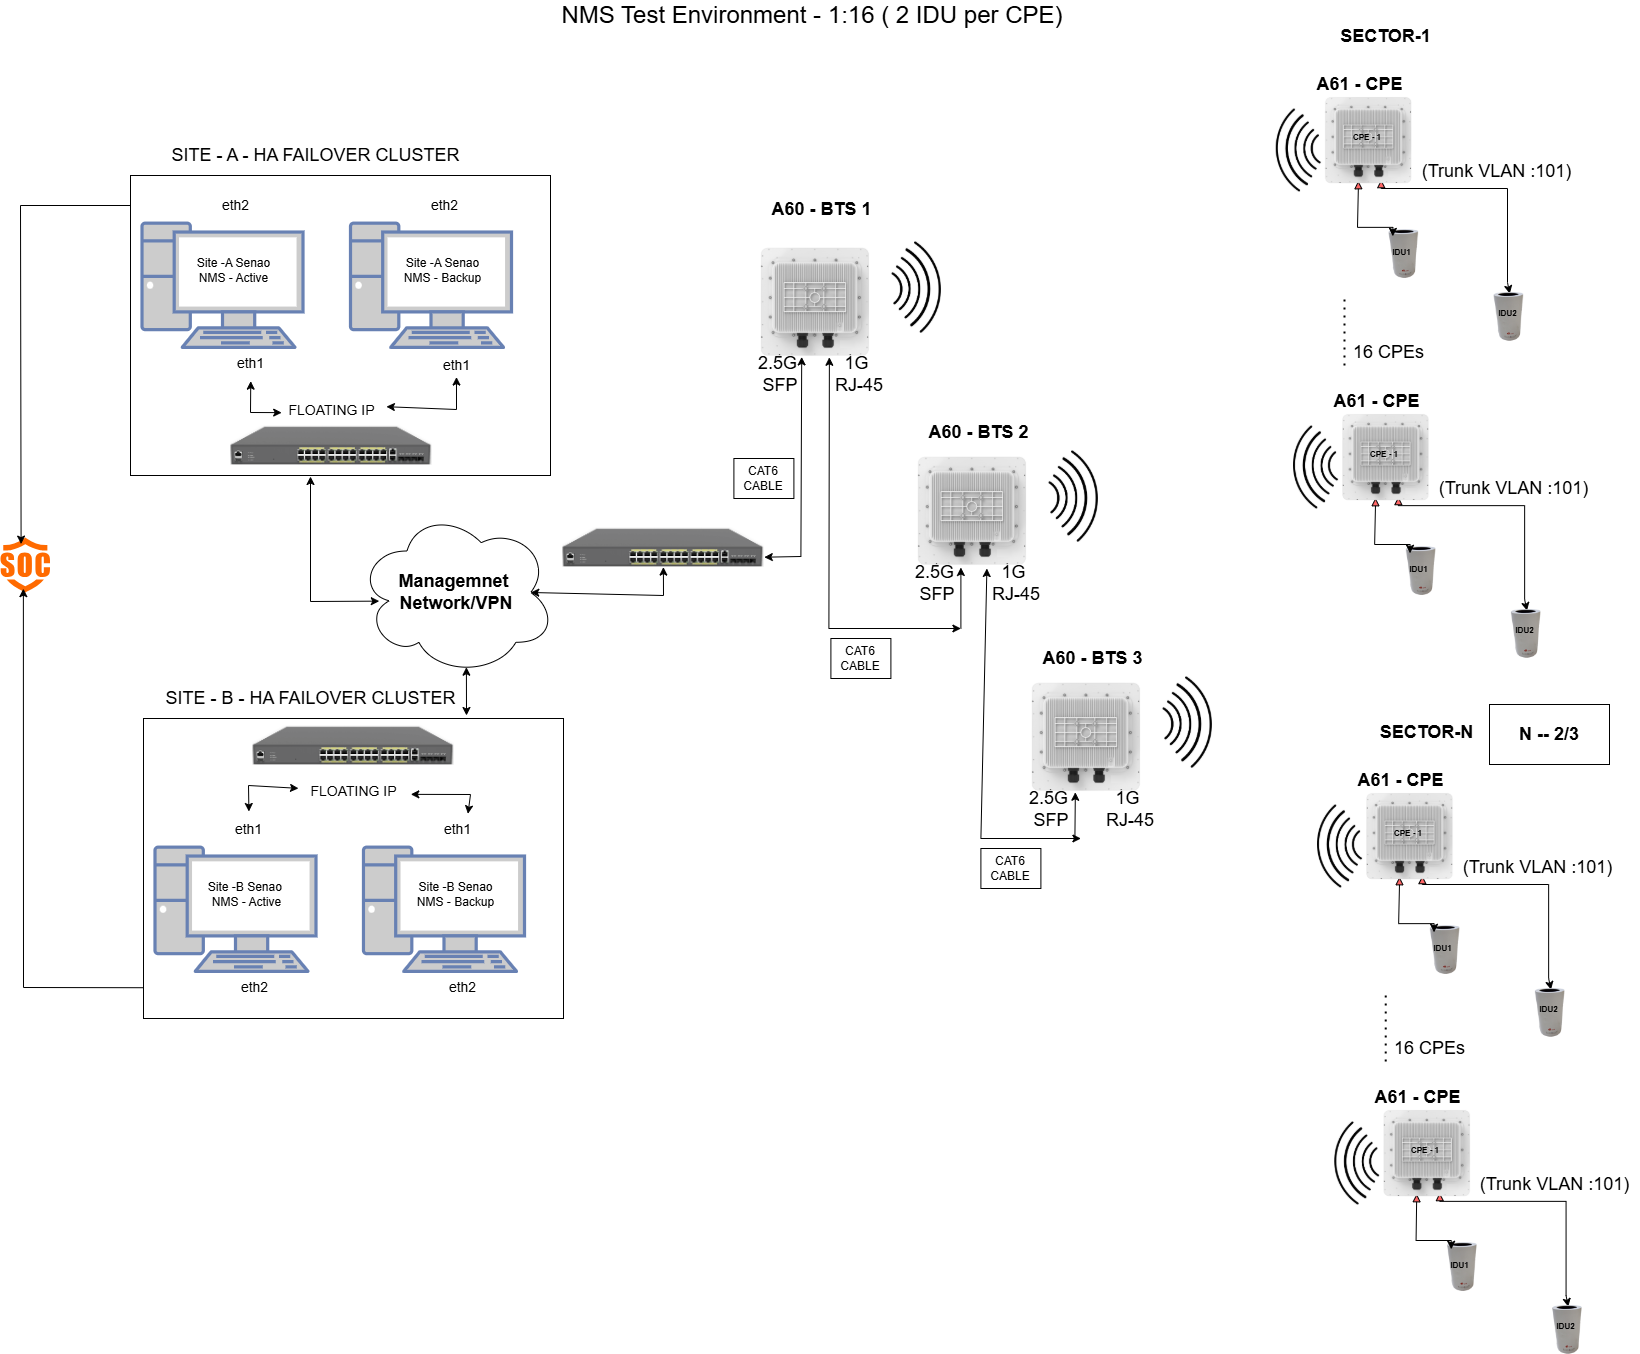 NMS Test Environment - 1:16 ( 2 IDU per CPE)
SITE - A - HA FAILOVER CLUSTER
eth2
eth2
Site -A Senao
NMS - Active
Site -A Senao
NMS - Backup
eth1
eth1
FLOATING IP
SOC
Managemnet
Network/VPN
SITE - B - HA FAILOVER CLUSTER
FLOATING IP
eth1
eth1
Site -B Senao
NMS - Active
Site -B Senao
NMS - Backup
eth2
eth2
A60 - BTS 1
2.5G
SFP
1G
RJ-45
CAT6
CABLE
A60 - BTS 2
2.5G
SFP
1G
RJ-45
CAT6
CABLE
A60 - BTS 3
2.5G
SFP
1G
RJ-45
CAT6
CABLE
SECTOR-1
A61 - CPE
CPE - 1
(Trunk VLAN :101)
IDU1
IDU2
16 CPEs
A61 - CPE
CPE - 1
(Trunk VLAN :101)
IDU1
IDU2
SECTOR-N
N -- 2/3
A61 - CPE
CPE - 1
(Trunk VLAN :101)
IDU1
IDU2
16 CPEs
A61 - CPE
CPE - 1
(Trunk VLAN :101)
IDU1
IDU2